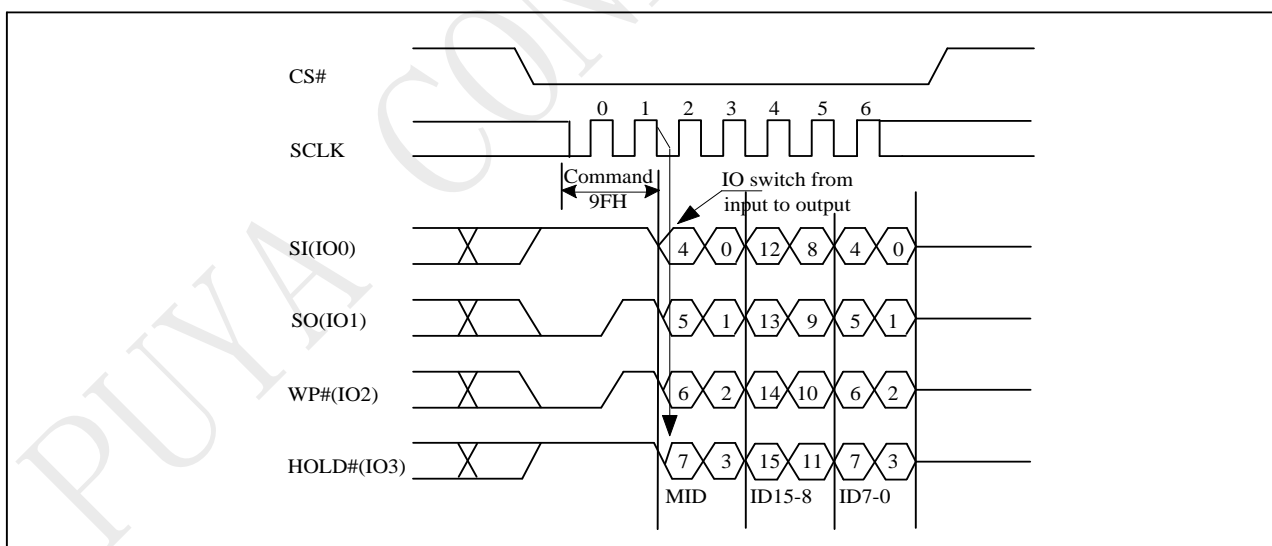 PUYA CON
CS#
0 1 2 3 4 5 6
SCLK
Command
9FH
IO switch from
input to output
SI(IO0) 4 0 12 8 4 0
SO(IO1) 5 1 13 9 5 1
WP#(IO2) 6 2 14 10 6 2
HOLD#(IO3) 7 3 15 11 7 3
MID ID15-8 ID7-0